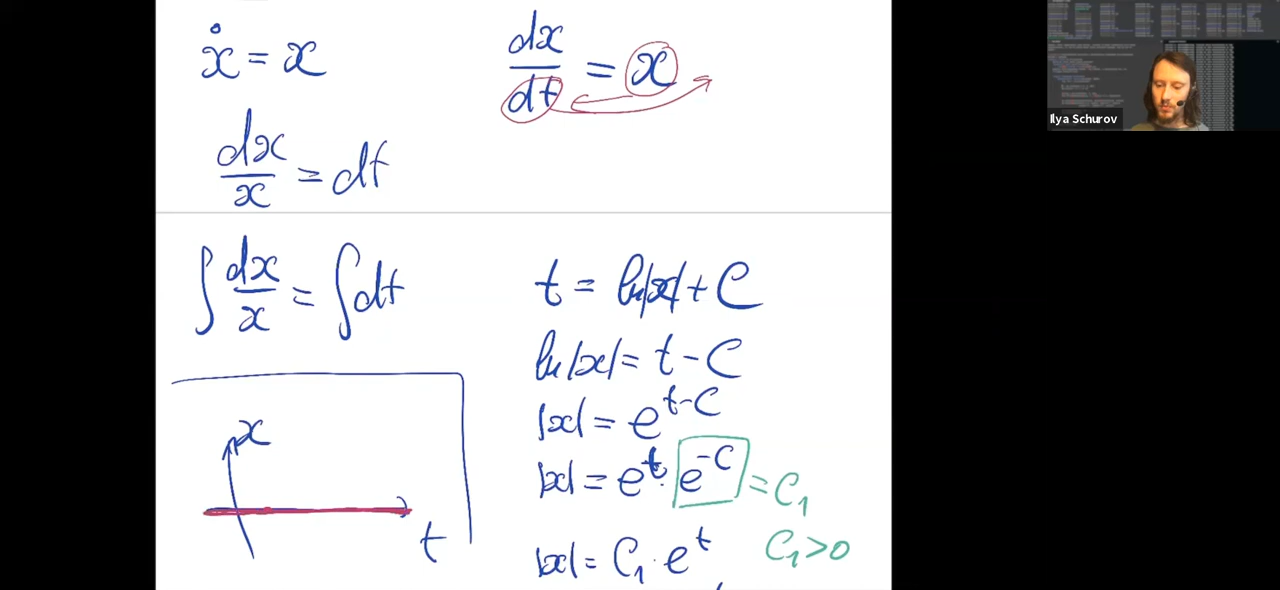 ẋ = x
dx/dt = x
dx/x = dt
∫ dx/x = ∫ dt
x
t
t = ln|x| + C
ln|x| = t - C
|x| = e^{t-C}
|x| = e^t · e^{-C} = C₁
C₁ > 0
|x| = C₁ · e^t
Ilya Schurov